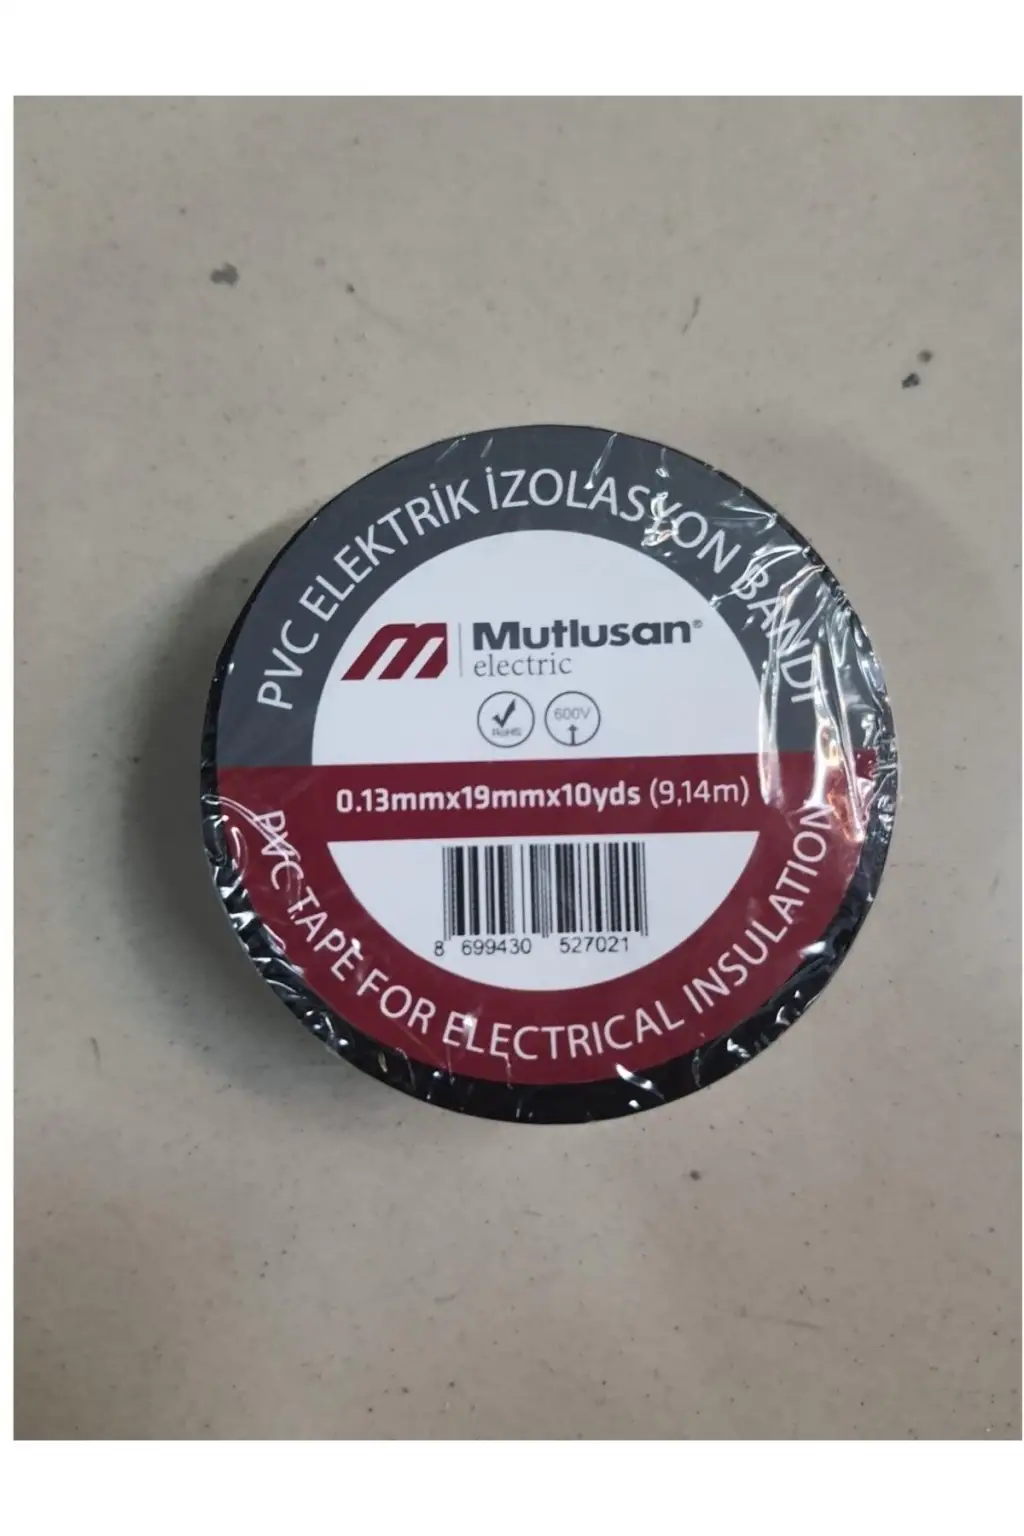 PVC ELEKTRİK İZOLASYON BANDI
Mutlusan®
electric
RoHS
600V
0.13mmx19mmx10yds (9,14m)
8 699430 527021
PVC TAPE FOR ELECTRICAL INSULATION